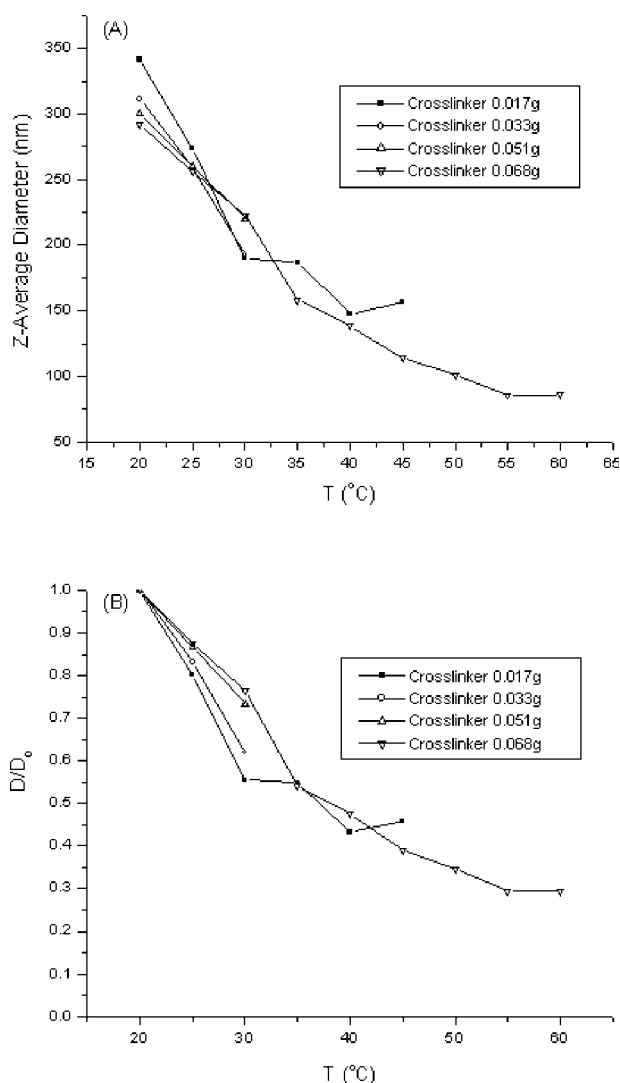 (A)
350
300
250
200
150
100
50
Z-Average Diameter (nm)
Crosslinker 0.017g
Crosslinker 0.033g
Crosslinker 0.051g
Crosslinker 0.068g
15 20 25 30 35 40 45 50 55 60 65
T (°C)
(B)
1.0
0.9
0.8
0.7
0.6
0.5
0.4
0.3
0.2
0.1
0.0
D/D₀
Crosslinker 0.017g
Crosslinker 0.033g
Crosslinker 0.051g
Crosslinker 0.068g
20 30 40 50 60
T (°C)